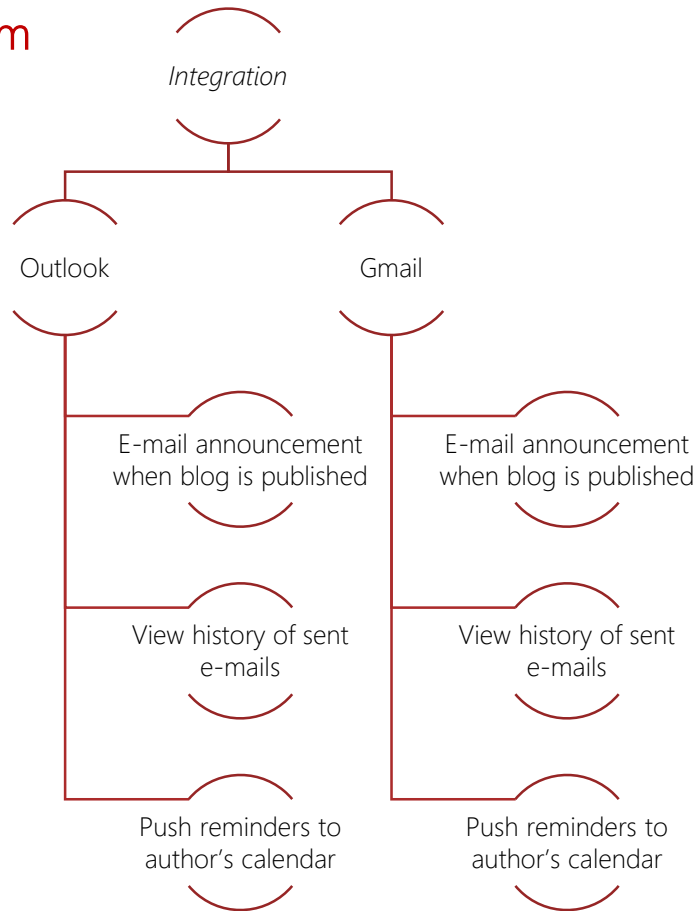 Integration
Outlook
Gmail
E-mail announcement
when blog is published
View history of sent
e-mails
Push reminders to
author's calendar
E-mail announcement
when blog is published
View history of sent
e-mails
Push reminders to
author's calendar